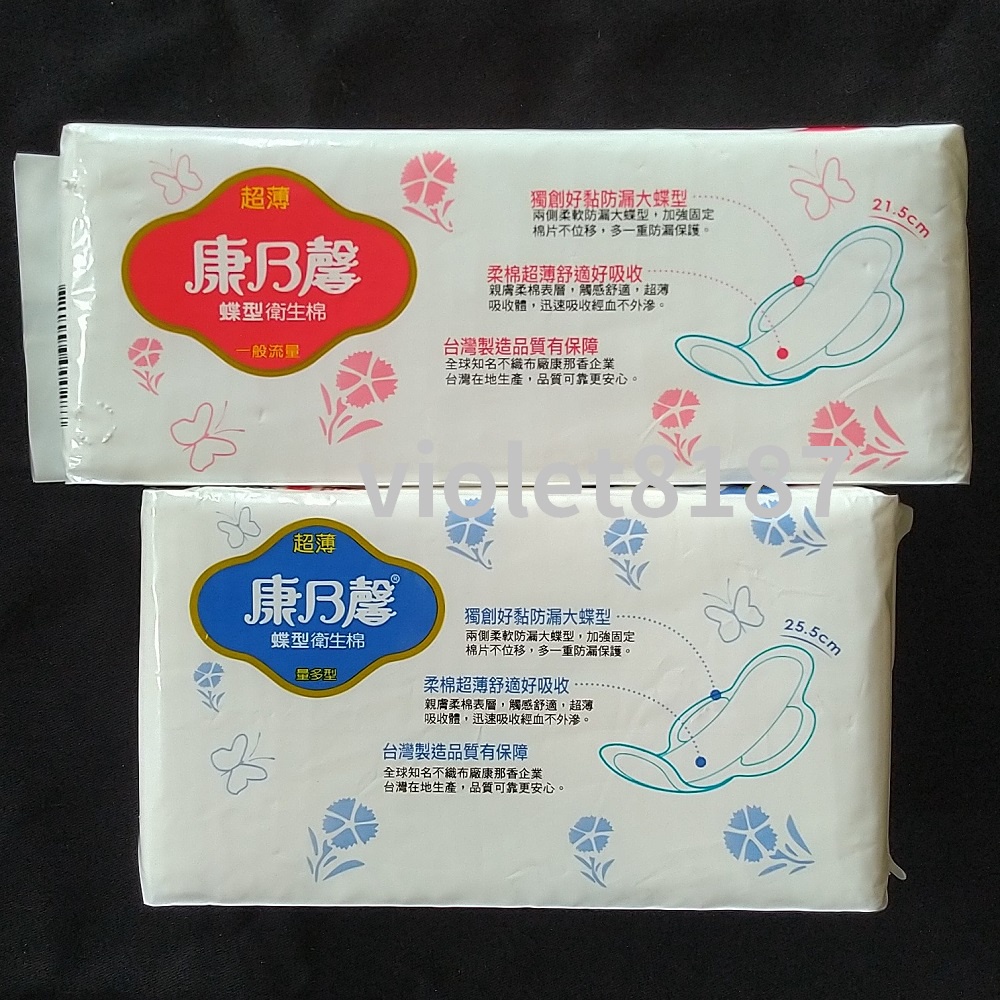 超薄
康乃馨
蝶型衛生棉
一般流量
獨創好黏防漏大蝶型
兩側柔軟防漏大蝶型，加強固定
棉片不位移，多一重防漏保護。
柔棉超薄舒適好吸收
親膚柔棉表層，觸感舒適，超薄
吸收體，迅速吸收經血不外滲。
台灣製造品質有保障
全球知名不織布廠康那香企業
台灣在地生產，品質可靠更安心。
21.5cm
violet8187
超薄
康乃馨®
蝶型衛生棉
量多型
獨創好黏防漏大蝶型
兩側柔軟防漏大蝶型，加強固定
棉片不位移，多一重防漏保護。
柔棉超薄舒適好吸收
親膚柔棉表層，觸感舒適，超薄
吸收體，迅速吸收經血不外滲。
台灣製造品質有保障
全球知名不織布廠康那香企業
台灣在地生產，品質可靠更安心。
25.5cm